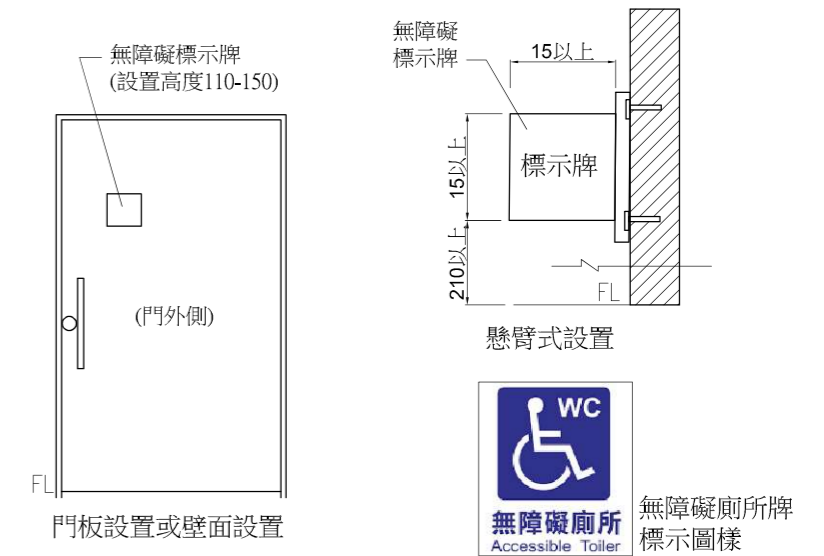 無障礙標示牌
(設置高度110-150)
(門外側)
FL
門板設置或壁面設置
無障礙
標示牌
15以上
標示牌
15以上
210以上
FL
懸臂式設置
WC
無障礙廁所
Accessible Toiler
無障礙廁所牌
標示圖樣